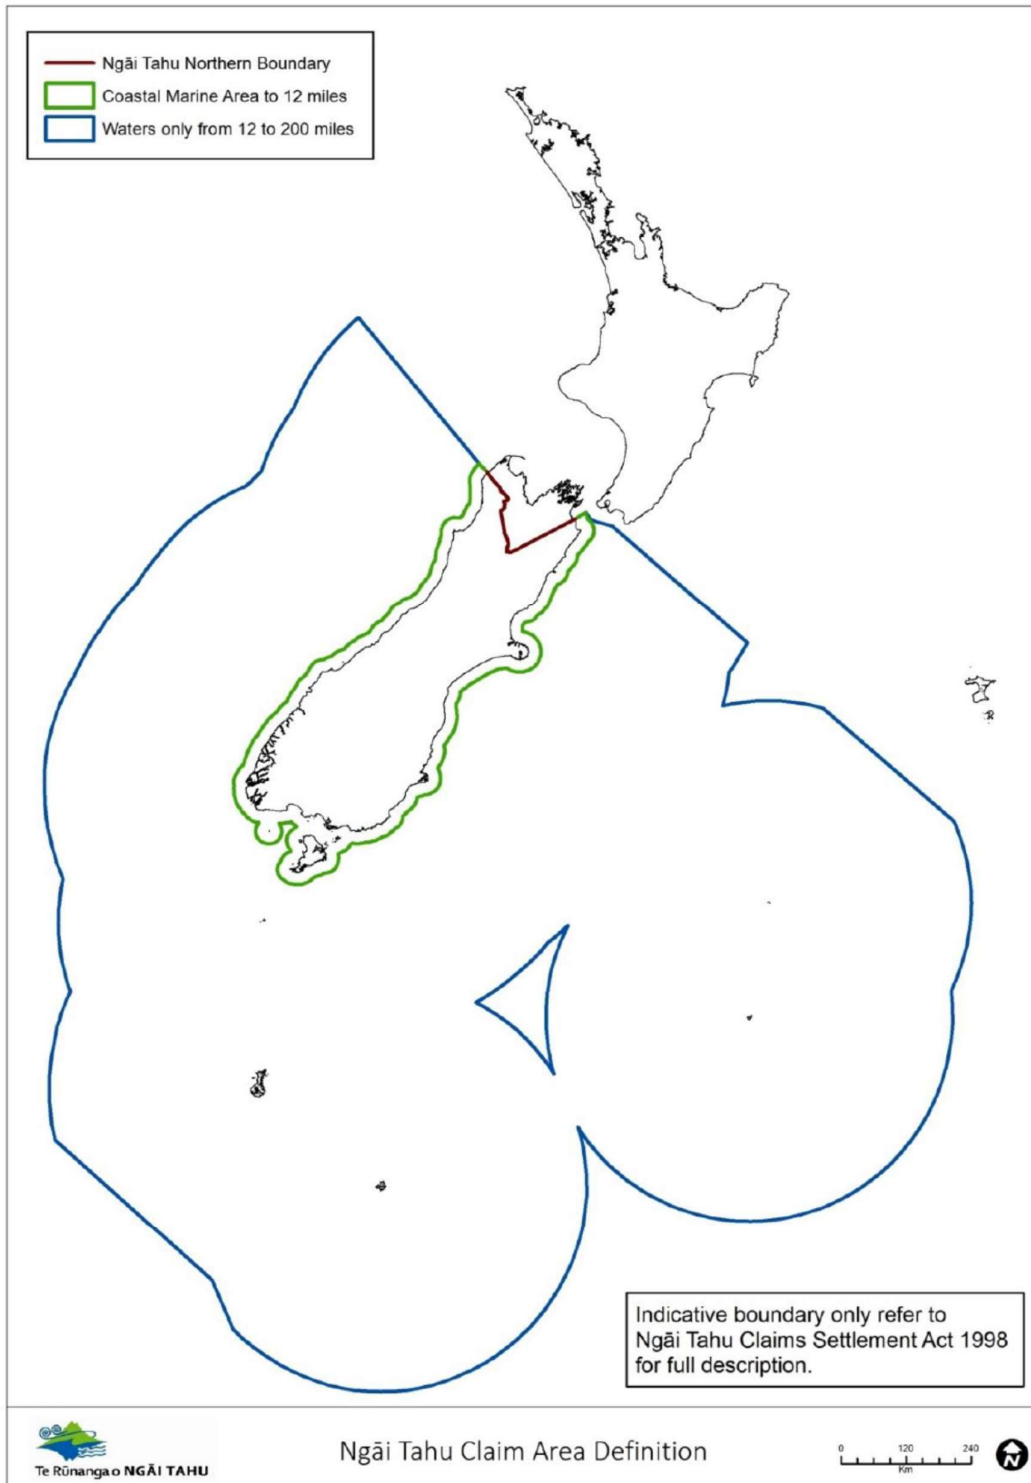 Ngāi Tahu Northern Boundary
Coastal Marine Area to 12 miles
Waters only from 12 to 200 miles
Indicative boundary only refer to
Ngāi Tahu Claims Settlement Act 1998
for full description.
Te Rūnanga o NGĀI TAHU
Ngāi Tahu Claim Area Definition
0 120 240
Km
N